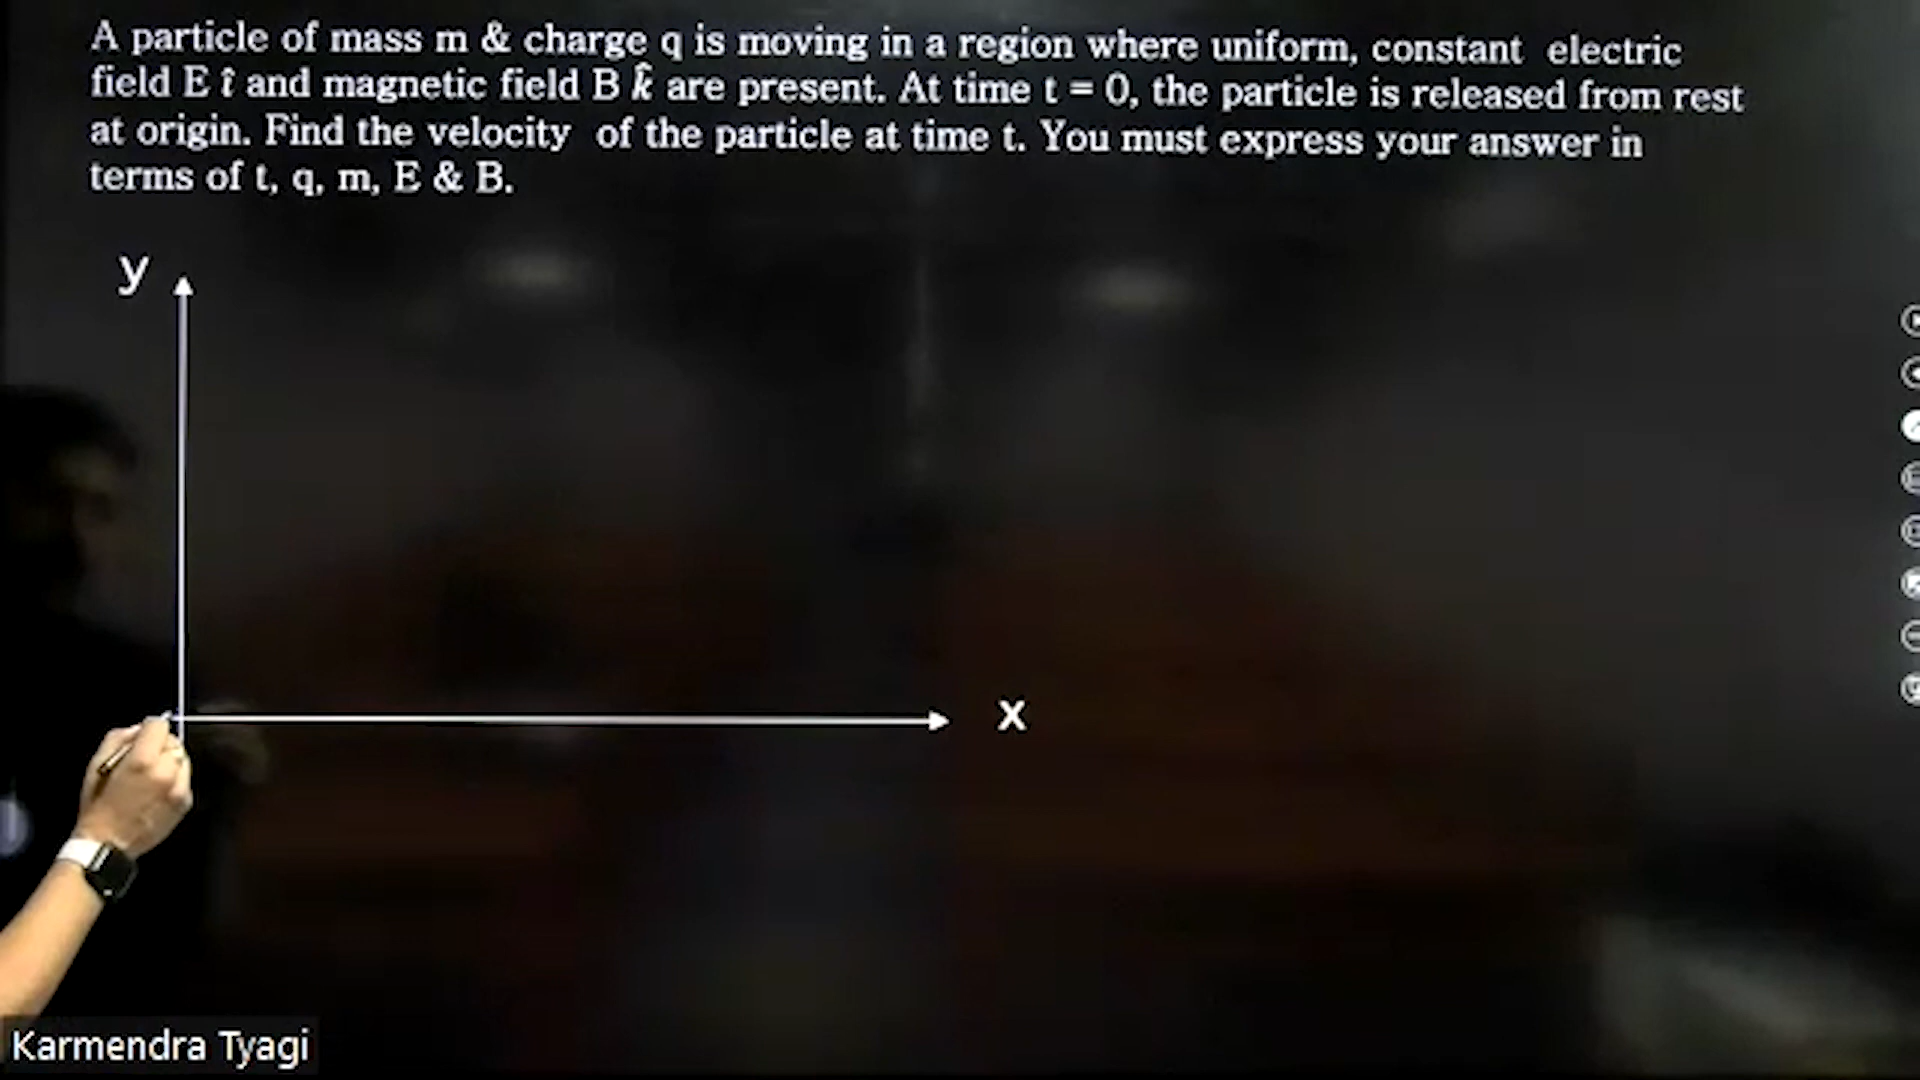 A particle of mass m & charge q is moving in a region where uniform, constant electric
field E î and magnetic field B k̂ are present. At time t = 0, the particle is released from rest
at origin. Find the velocity of the particle at time t. You must express your answer in
terms of t, q, m, E & B.
y
x
Karmendra Tyagi